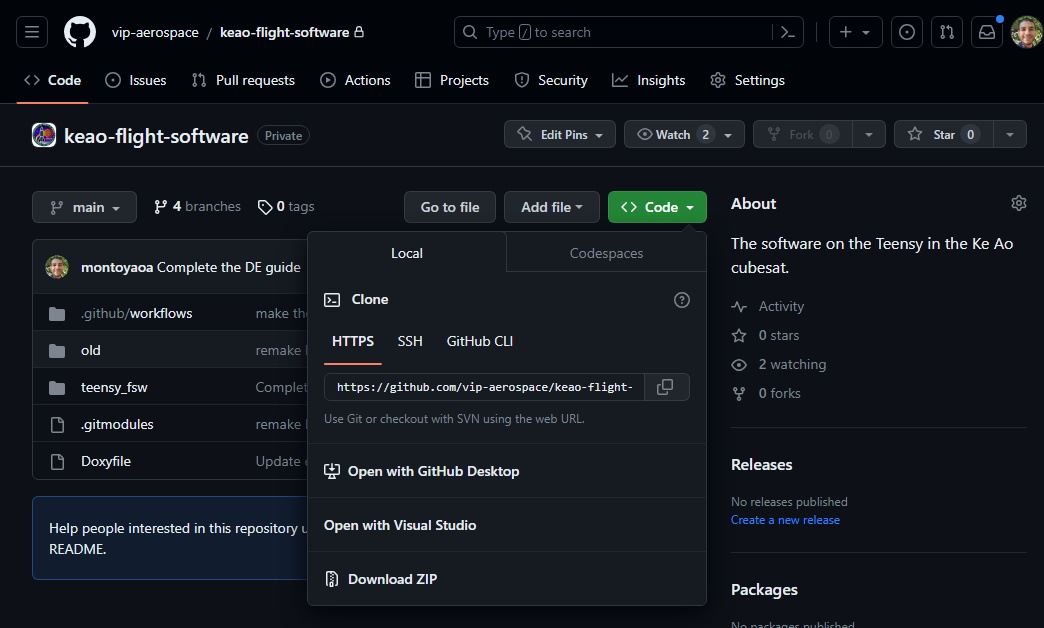 vip-aerospace / keao-flight-software
Type / to search
Code
Issues
Pull requests
Actions
Projects
Security
Insights
Settings
keao-flight-software Private
Edit Pins
Watch 2
Fork 0
Star 0
main
4 branches
0 tags
Go to file
Add file
<> Code
montoyaoa Complete the DE guide
.github/workflows make the
old remake
teensy_fsw Complet
.gitmodules remake
Doxyfile Update
Help people interested in this repository u
README.
Local
Codespaces
Clone
HTTPS
SSH
GitHub CLI
https://github.com/vip-aerospace/keao-flight-
Use Git or checkout with SVN using the web URL.
Open with GitHub Desktop
Open with Visual Studio
Download ZIP
About
The software on the Teensy in the Ke Ao
cubesat.
Activity
0 stars
2 watching
0 forks
Releases
No releases published
Create a new release
Packages
No packages published